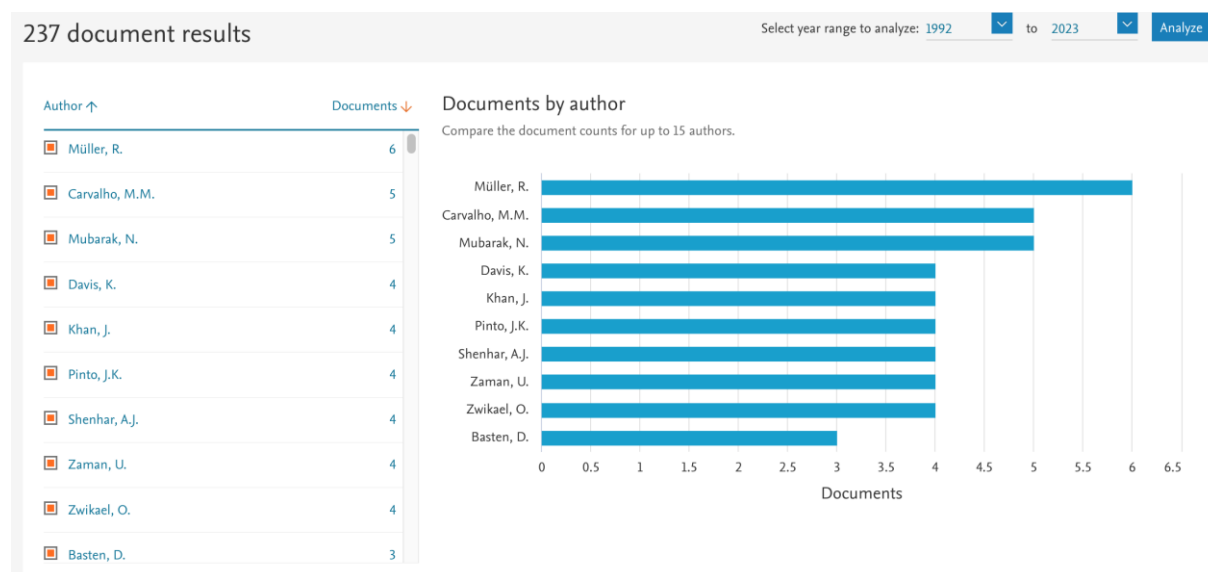 237 document results
Select year range to analyze: 1992 to 2023 Analyze
Author Documents
Müller, R. 6
Carvalho, M.M. 5
Mubarak, N. 5
Davis, K. 4
Khan, J. 4
Pinto, J.K. 4
Shenhar, A.J. 4
Zaman, U. 4
Zwikael, O. 4
Basten, D. 3
Documents by author
Compare the document counts for up to 15 authors.
Müller, R.
Carvalho, M.M.
Mubarak, N.
Davis, K.
Khan, J.
Pinto, J.K.
Shenhar, A.J.
Zaman, U.
Zwikael, O.
Basten, D.
0 0.5 1 1.5 2 2.5 3 3.5 4 4.5 5 5.5 6 6.5
Documents